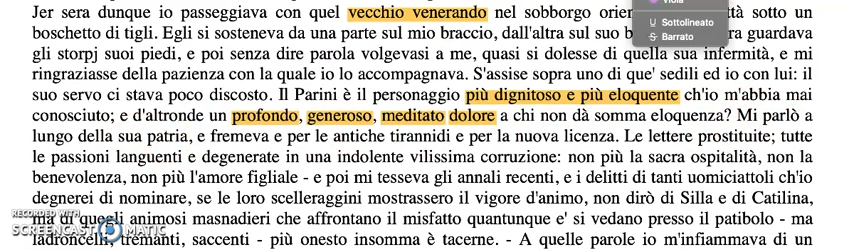 Viola
Jer sera dunque io passeggiava con quel vecchio venerando nel sobborgo orien ttà sotto un
Sottolineato
boschetto di tigli. Egli si sosteneva da una parte sul mio braccio, dall'altra sul suo b ra guardava
Barrato
gli storpj suoi piedi, e poi senza dire parola volgevasi a me, quasi si dolesse di quella sua infermità, e mi
ringraziasse della pazienza con la quale io lo accompagnava. S'assise sopra uno di que' sedili ed io con lui: il
suo servo ci stava poco discosto. Il Parini è il personaggio più dignitoso e più eloquente ch'io m'abbia mai
conosciuto; e d'altronde un profondo, generoso, meditato dolore a chi non dà somma eloquenza? Mi parlò a
lungo della sua patria, e fremeva e per le antiche tirannidi e per la nuova licenza. Le lettere prostituite; tutte
le passioni languenti e degenerate in una indolente vilissima corruzione: non più la sacra ospitalità, non la
benevolenza, non più l'amore figliale - e poi mi tesseva gli annali recenti, e i delitti di tanti uomiciattoli ch'io
degnerei di nominare, se le loro scelleraggini mostrassero il vigore d'animo, non dirò di Silla e di Catilina,
RECORDED WITH
ma di quegli animosi masnadieri che affrontano il misfatto quantunque e' si vedano presso il patibolo - ma
SCREENCAST MATIC
ladroncelli, tremanti, saccenti - più onesto insomma è tacerne. - A quelle parole io m'infiammava di un